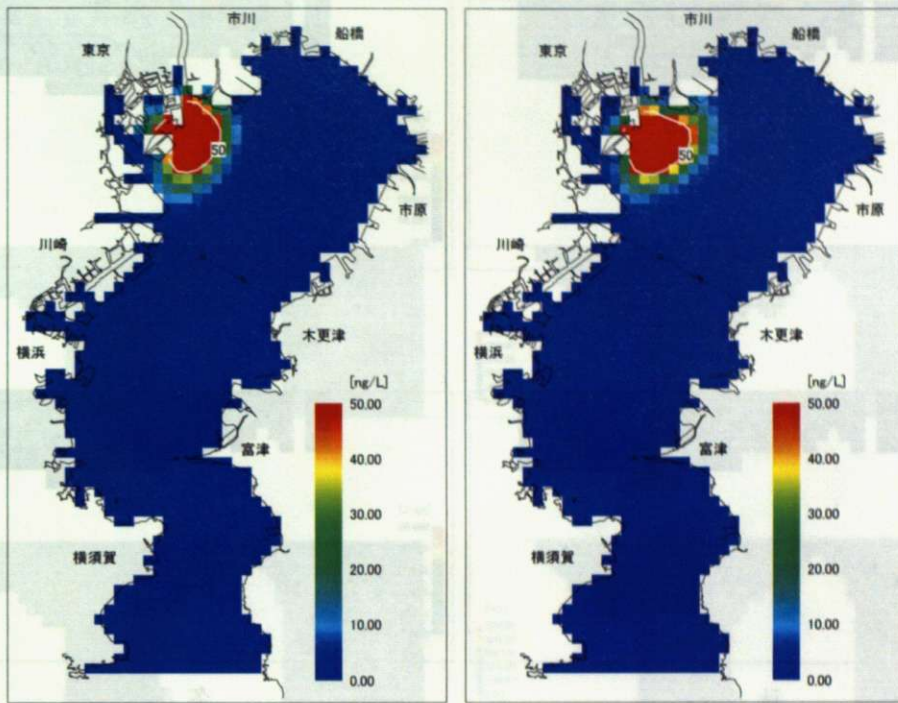 市川
船橋
東京
50
市原
川崎
木更津
横浜
[ng/L]
50.00
40.00
富津
30.00
横須賀
20.00
10.00
0.00
市川
船橋
東京
50
市原
川崎
木更津
横浜
[ng/L]
50.00
40.00
富津
30.00
横須賀
20.00
10.00
0.00